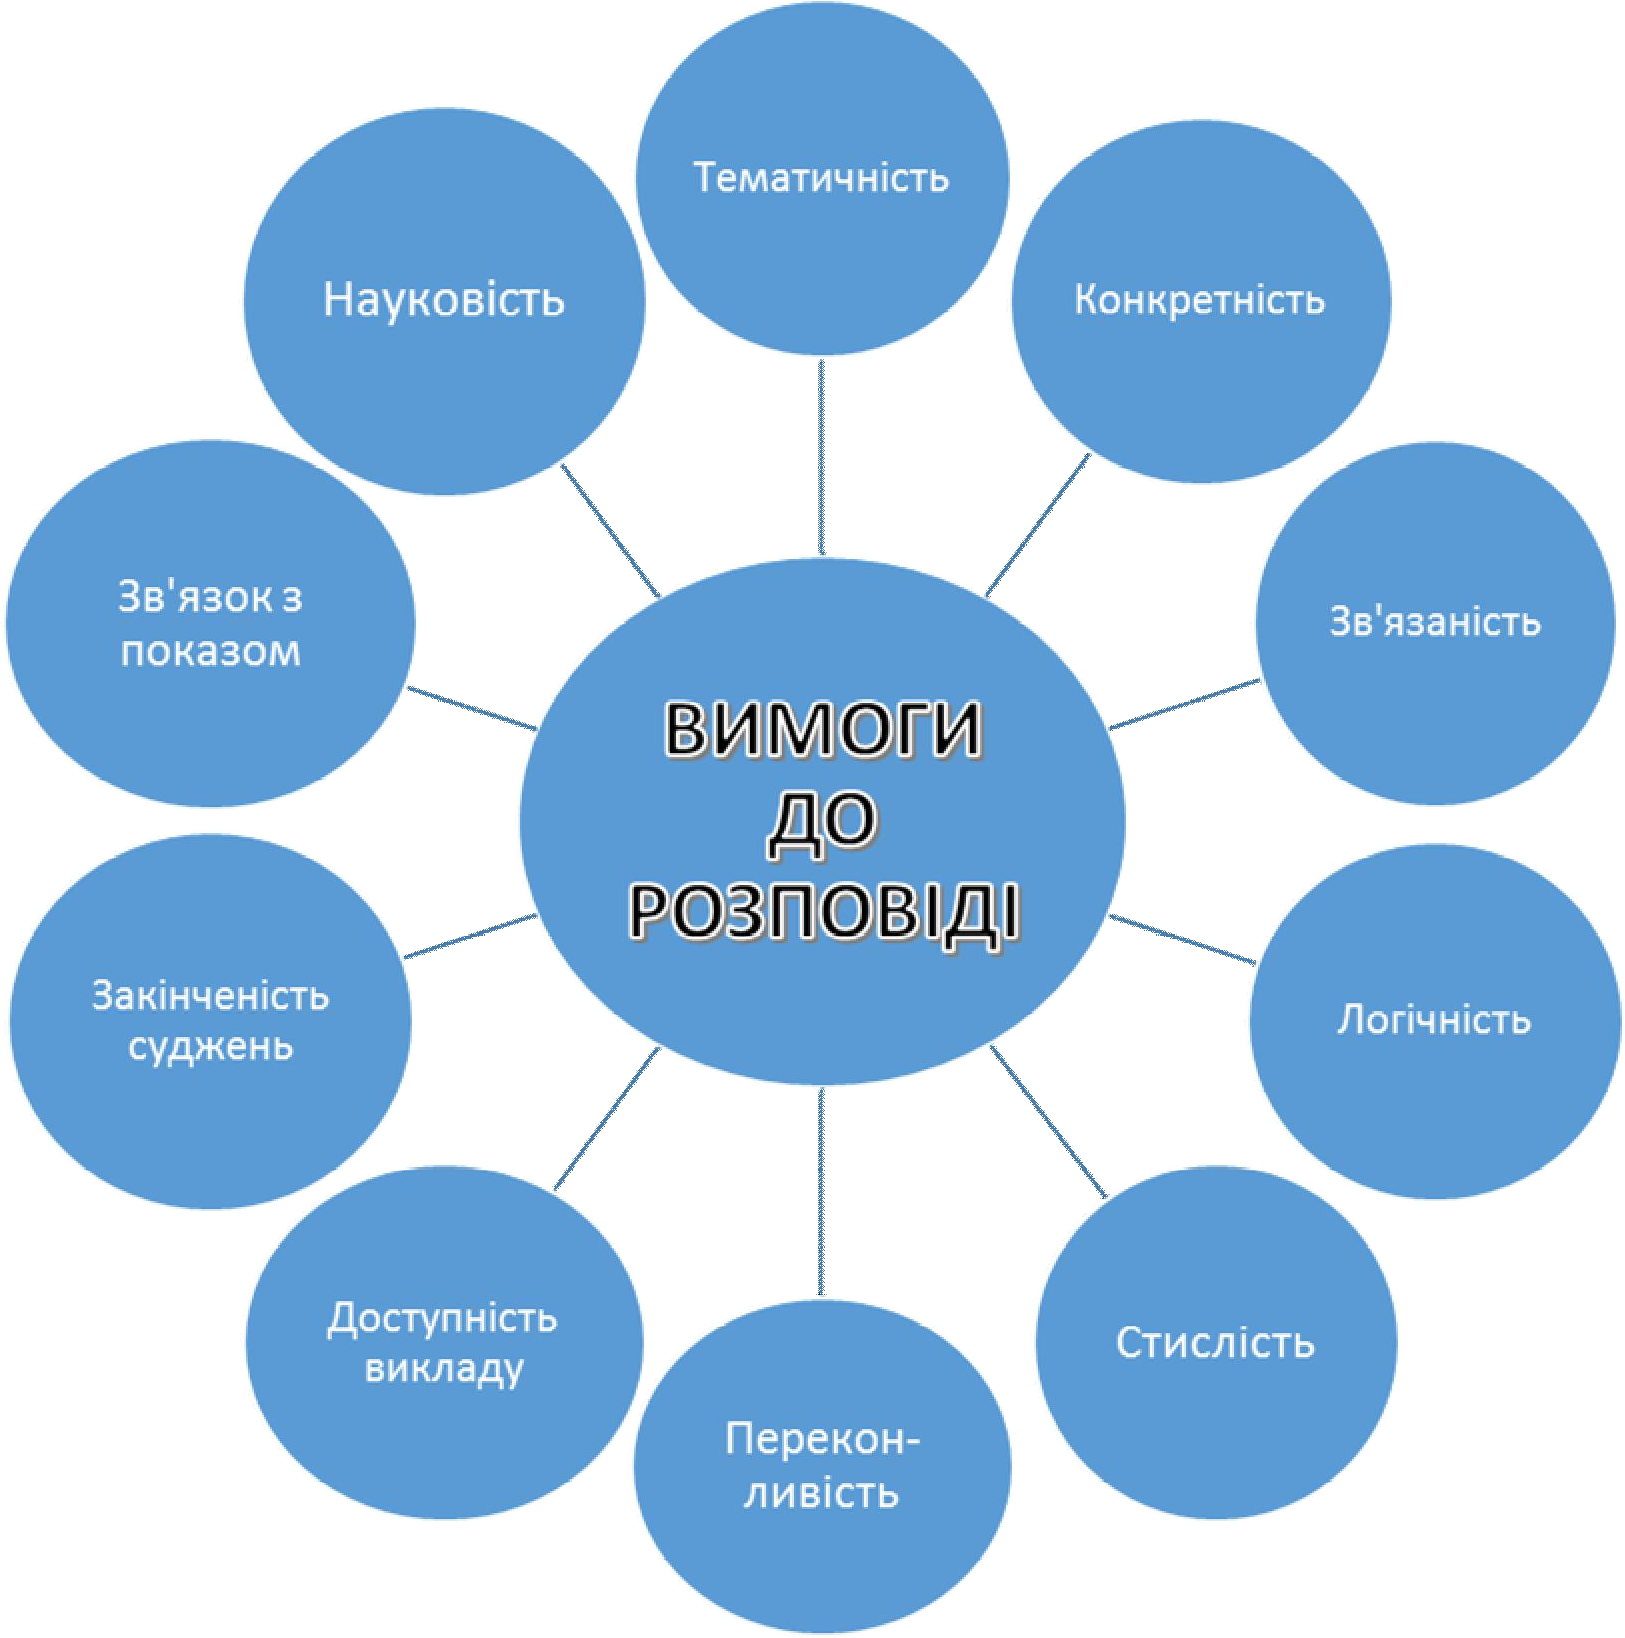 Тематичність
Конкретність
Зв'язаність
Логічність
Стислість
Перекон-
ливість
Доступність
викладу
Закінченість
суджень
Зв'язок з
показом
Науковість
ВИМОГИ
ДО
РОЗПОВІДІ